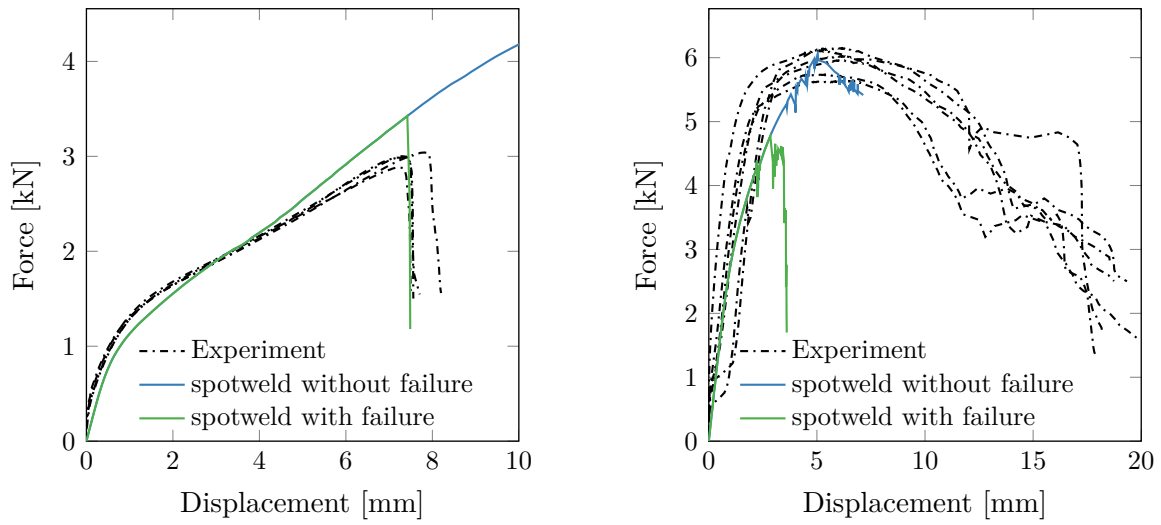 4
3
2
1
0
Force [kN]
Experiment
spotweld without failure
spotweld with failure
0 2 4 6 8 10
Displacement [mm]
6
5
4
3
2
1
0
Force [kN]
Experiment
spotweld without failure
spotweld with failure
0 5 10 15 20
Displacement [mm]